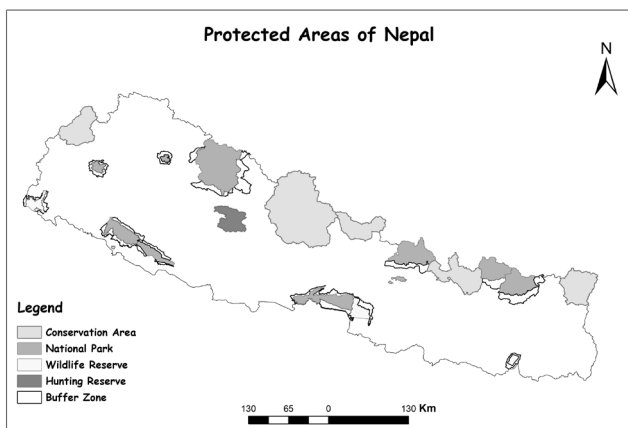 Protected Areas of Nepal
N
Legend
Conservation Area
National Park
Wildlife Reserve
Hunting Reserve
Buffer Zone
130 65 0 130 Km